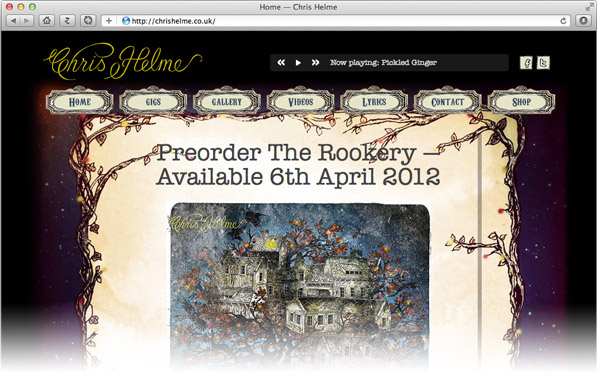 Home — Chris Helme
http://chrishelme.co.uk/
Chris Helme
Now playing: Pickled Ginger
HOME
GIGS
GALLERY
VIDEOS
LYRICS
CONTACT
SHOP
Preorder The Rookery —
Available 6th April 2012
Chris Helme